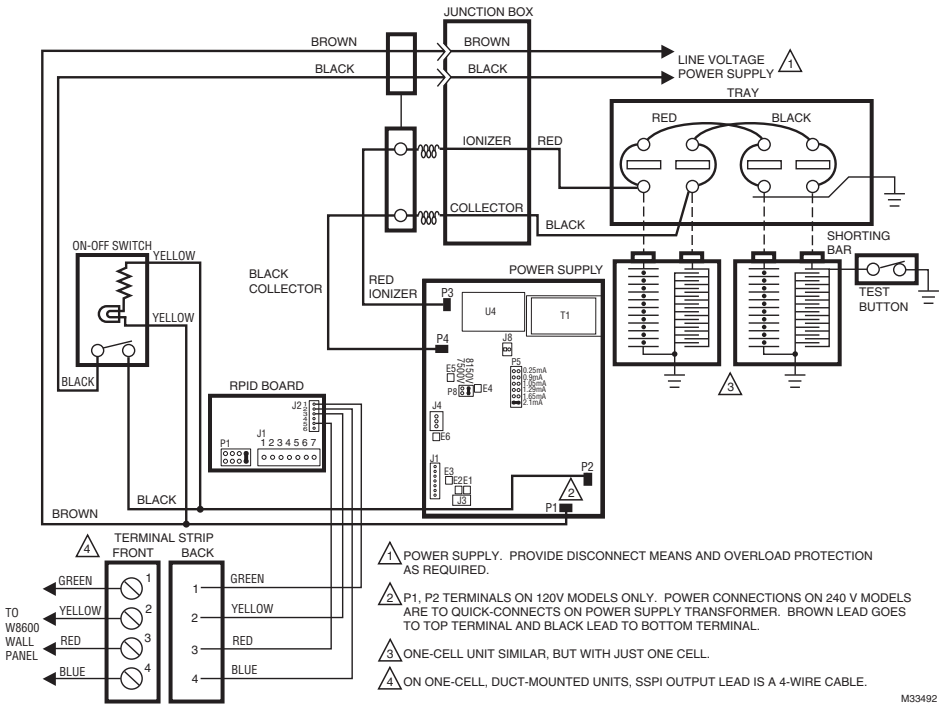 JUNCTION BOX
BROWN
BROWN
BLACK
BLACK
LINE VOLTAGE
POWER SUPPLY
1
TRAY
RED
BLACK
IONIZER
RED
COLLECTOR
BLACK
ON-OFF SWITCH
YELLOW
YELLOW
BLACK
BLACK
COLLECTOR
RED
IONIZER
SHORTING
BAR
TEST
BUTTON
3
POWER SUPPLY
P3
U4
T1
P4
J8
E5
8150V
7500V
P8
E4
P5
0.25mA
0.9mA
1.05mA
1.29mA
1.65mA
2.1mA
J4
E6
J1
E3
E2
E1
J3
P2
2
P1
RPID BOARD
J2
1
2
3
4
5
6
P1
J1
1 2 3 4 5 6 7
BLACK
BROWN
4
TERMINAL STRIP
FRONT
BACK
GREEN
1
1
GREEN
TO
W8600
WALL
PANEL
YELLOW
2
2
YELLOW
RED
3
3
RED
BLUE
4
4
BLUE
1 POWER SUPPLY. PROVIDE DISCONNECT MEANS AND OVERLOAD PROTECTION
AS REQUIRED.
2 P1, P2 TERMINALS ON 120V MODELS ONLY. POWER CONNECTIONS ON 240 V MODELS
ARE TO QUICK-CONNECTS ON POWER SUPPLY TRANSFORMER. BROWN LEAD GOES
TO TOP TERMINAL AND BLACK LEAD TO BOTTOM TERMINAL.
3 ONE-CELL UNIT SIMILAR, BUT WITH JUST ONE CELL.
4 ON ONE-CELL, DUCT-MOUNTED UNITS, SSPI OUTPUT LEAD IS A 4-WIRE CABLE.
M33492